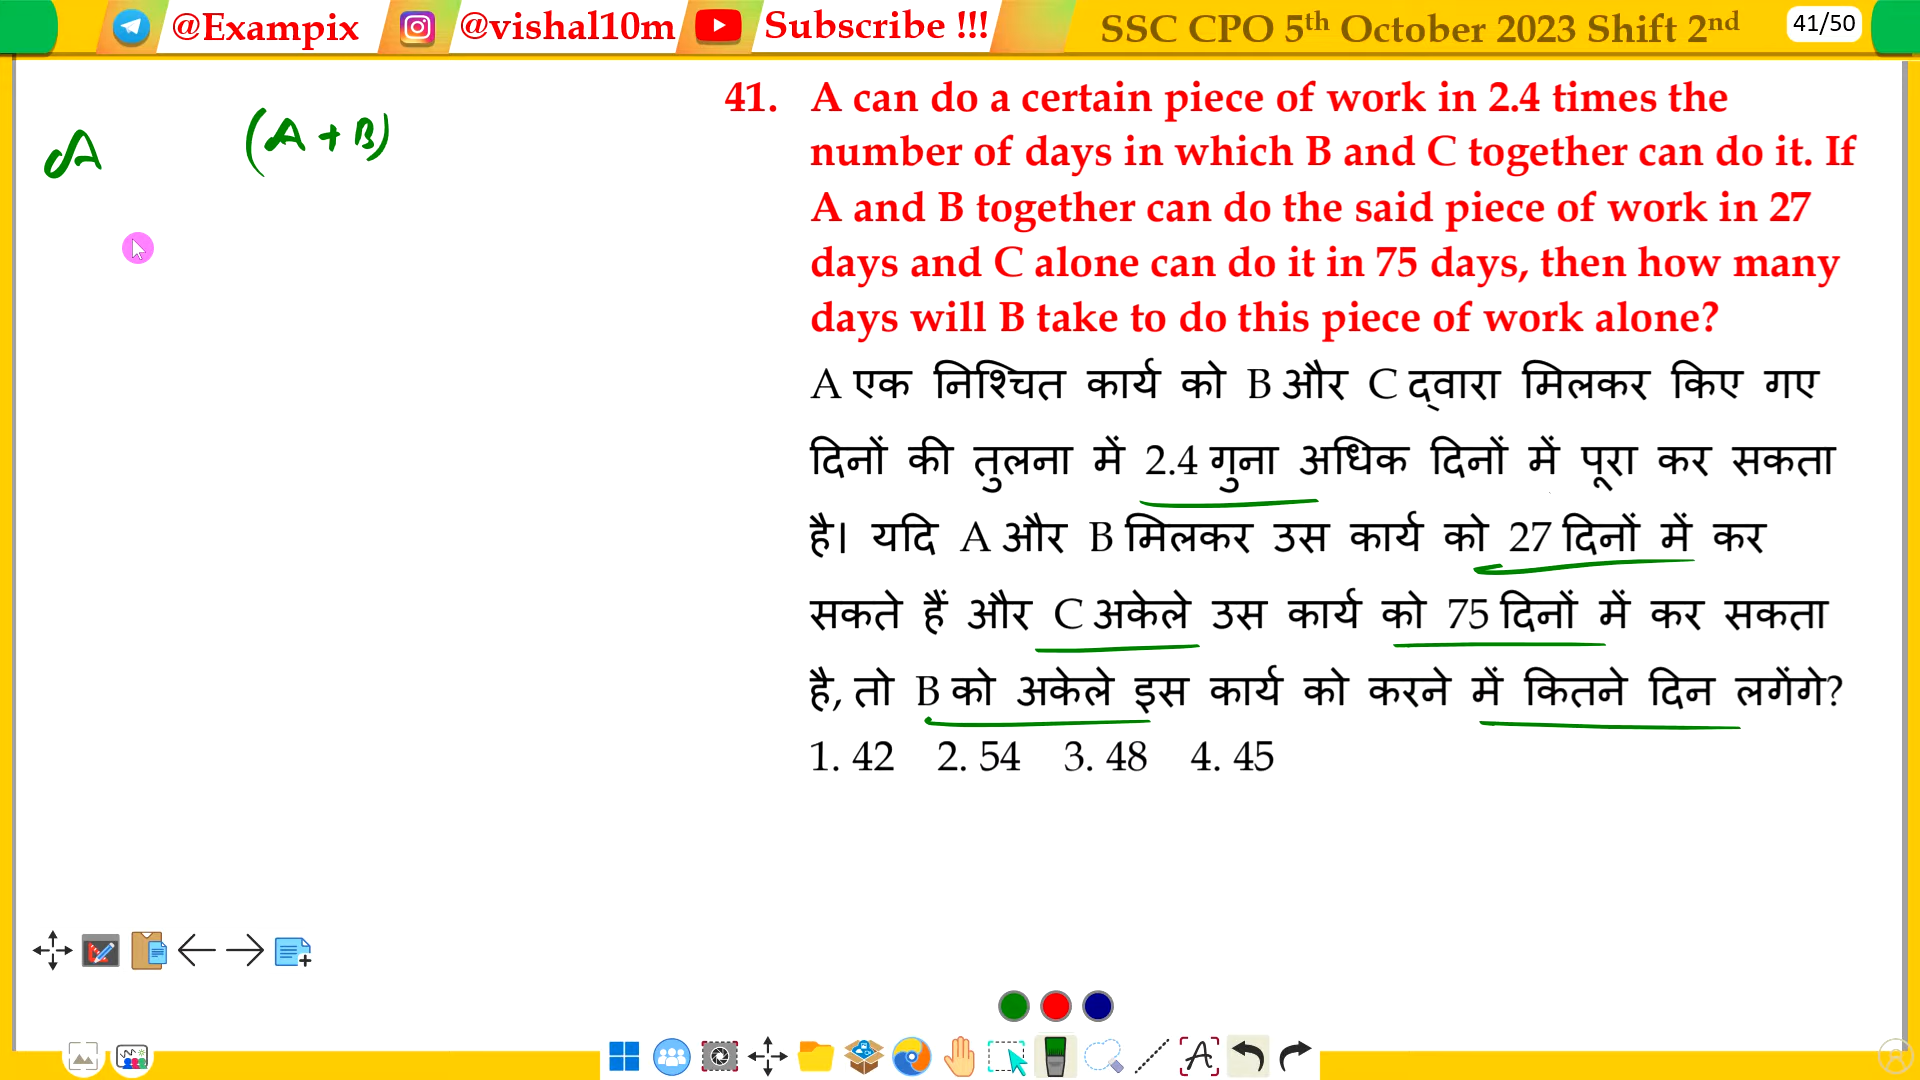 @Exampix @vishal10m Subscribe !!! SSC CPO 5th October 2023 Shift 2nd 41/50
A (A + B)
41. A can do a certain piece of work in 2.4 times the
number of days in which B and C together can do it. If
A and B together can do the said piece of work in 27
days and C alone can do it in 75 days, then how many
days will B take to do this piece of work alone?
A एक निश्चित कार्य को B और C द्वारा मिलकर किए गए
दिनों की तुलना में 2.4 गुना अधिक दिनों में पूरा कर सकता
है। यदि A और B मिलकर उस कार्य को 27 दिनों में कर
सकते हैं और C अकेले उस कार्य को 75 दिनों में कर सकता
है, तो B को अकेले इस कार्य को करने में कितने दिन लगेंगे?
1. 42 2. 54 3. 48 4. 45